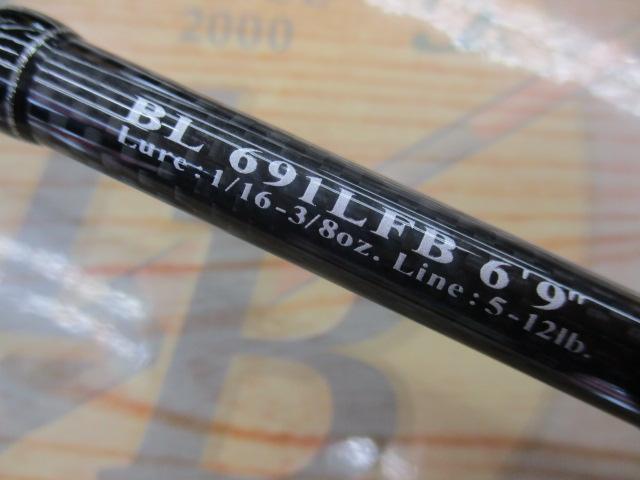 2000
BL 691LFB 6'9"
Lure:1/16-3/8oz. Line:5-12lb.
B